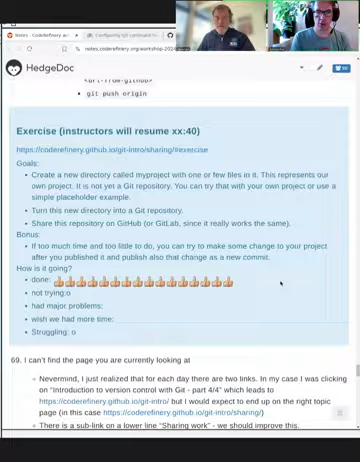 Notes - CodeRefinery
notes.coderefinery.org/workshop-202
HedgeDoc
<url-from-github>
• git push origin
Exercise (instructors will resume xx:40)
https://coderefinery.github.io/git-intro/sharing/#exercise
Goals:
• Create a new directory called myproject with one or few files in it. This represents our
own project. It is not yet a Git repository. You can try that with your own project or use a
simple placeholder example.
• Turn this new directory into a Git repository.
• Share this repository on GitHub (or GitLab, since it really works the same).
Bonus:
• If too much time and too little to do, you can try to make some change to your project
after you published it and publish also that change as a new commit.
How is it going?
• done: 👍👍👍👍👍👍👍👍👍👍👍👍👍👍👍👍
• not trying:o
• had major problems:
• wish we had more time:
• Struggling: o
69. I can't find the page you are currently looking at
◦ Nevermind, I just realized that for each day there are two links. In my case I was clicking
on "Introduction to version control with Git - part 4/4" which leads to
https://coderefinery.github.io/git-intro/ but I would expect to end up on the right topic
page (in this case https://coderefinery.github.io/git-intro/sharing/)
◦ There is a sub-link on a lower line "Sharing work" - we should improve this.